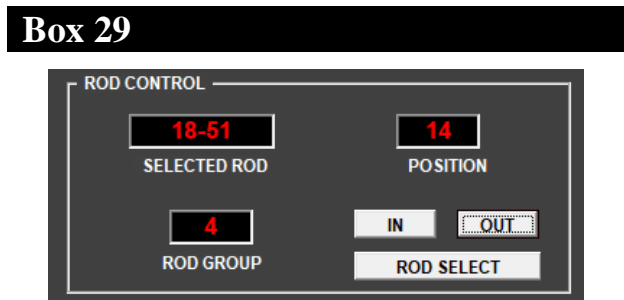 Box 29
ROD CONTROL
18-51 14
SELECTED ROD POSITION
4 IN OUT
ROD GROUP ROD SELECT